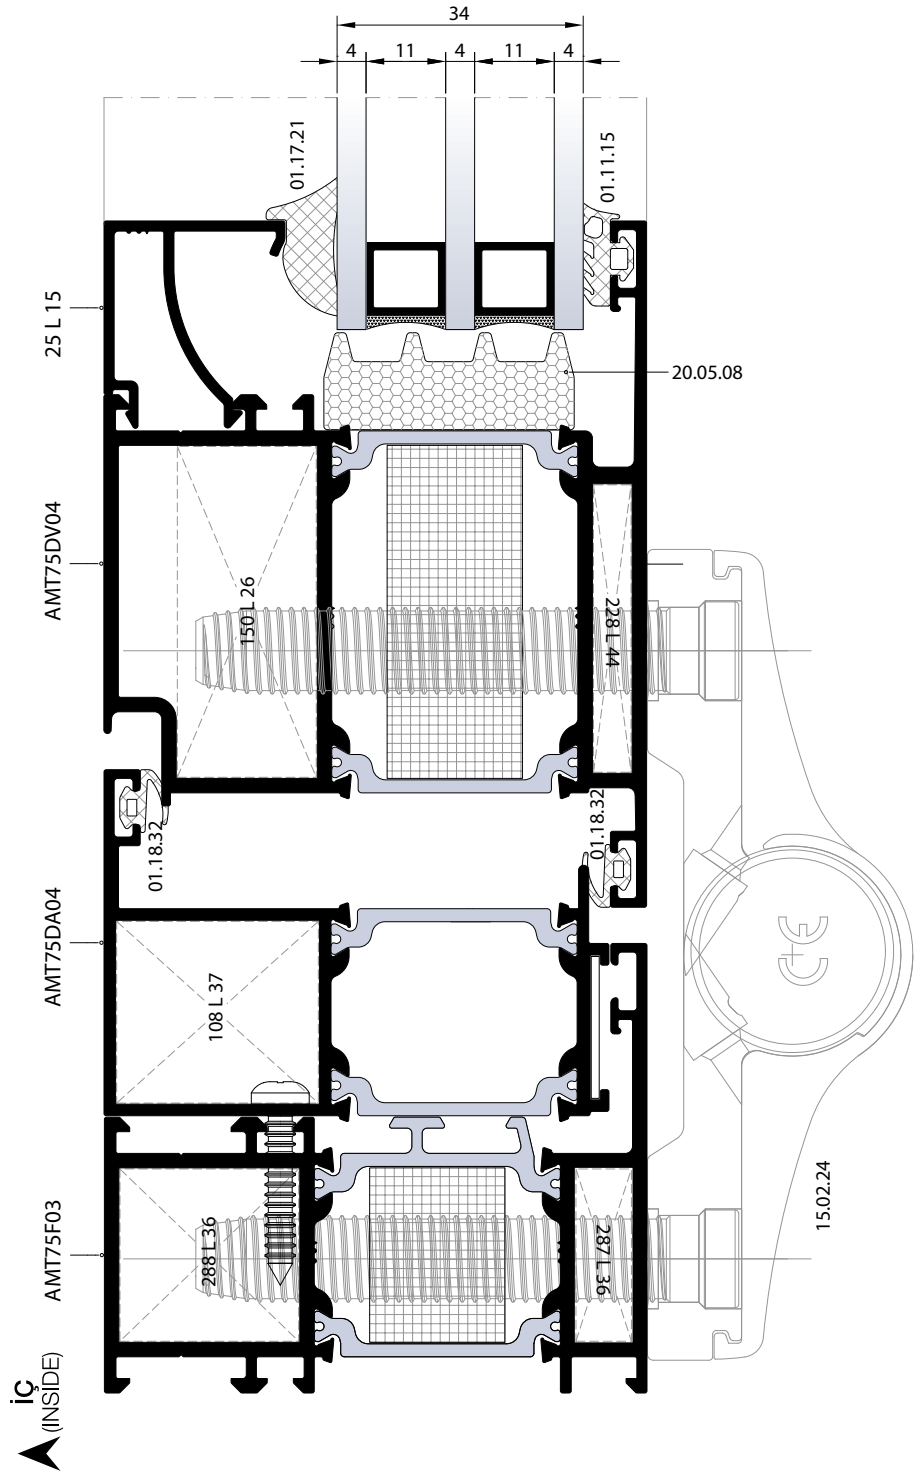 34
4 11 4 11 4
01.17.21
01.11.15
25 L 15
20.05.08
AMT75DV04
150 L 26
228 L 44
01.18.32
01.18.32
AMT75DA04
108 L 37
CE
15.02.24
AMT75F03
288 L 36
287 L 36
İÇ
(INSIDE)